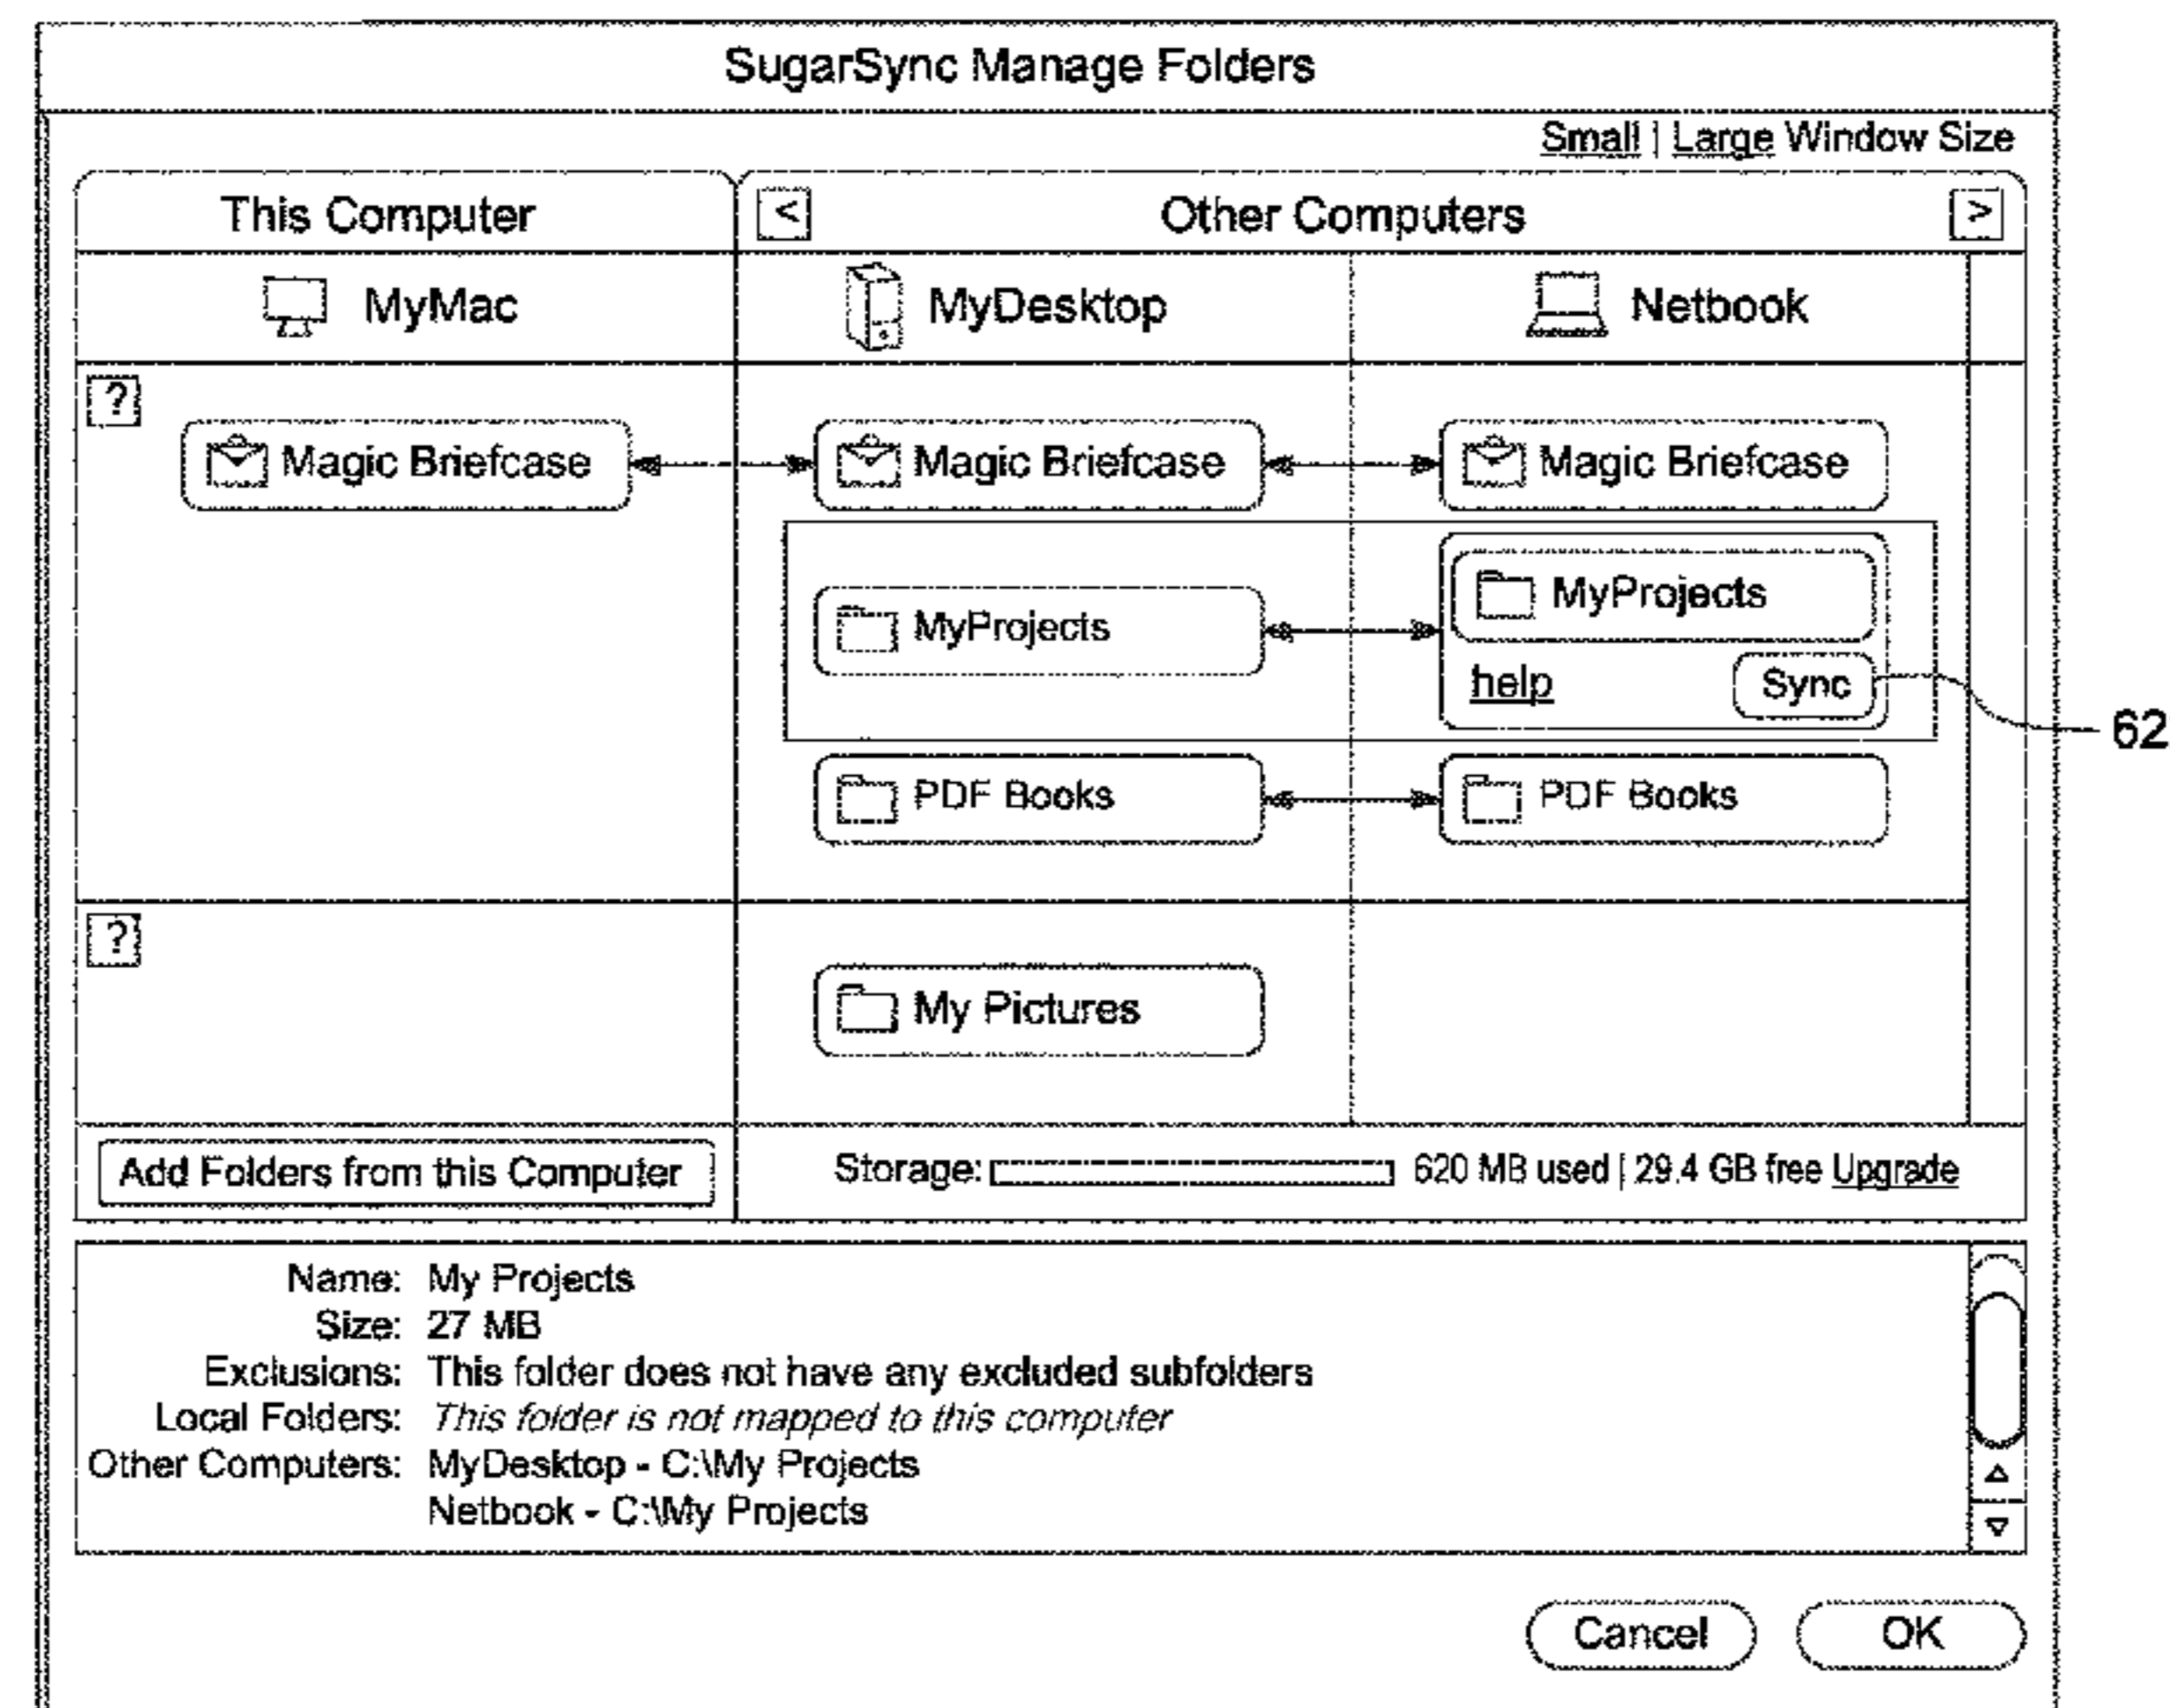 SugarSync Manage Folders
Small | Large Window Size
This Computer
<
Other Computers
>
MyMac
MyDesktop
Netbook
?
Magic Briefcase
Magic Briefcase
Magic Briefcase
MyProjects
MyProjects
help
Sync
62
PDF Books
PDF Books
?
My Pictures
Add Folders from this Computer
Storage: 620 MB used | 29.4 GB free Upgrade
Name: My Projects
Size: 27 MB
Exclusions: This folder does not have any excluded subfolders
Local Folders: This folder is not mapped to this computer
Other Computers: MyDesktop - C:\My Projects
Netbook - C:\My Projects
Cancel
OK